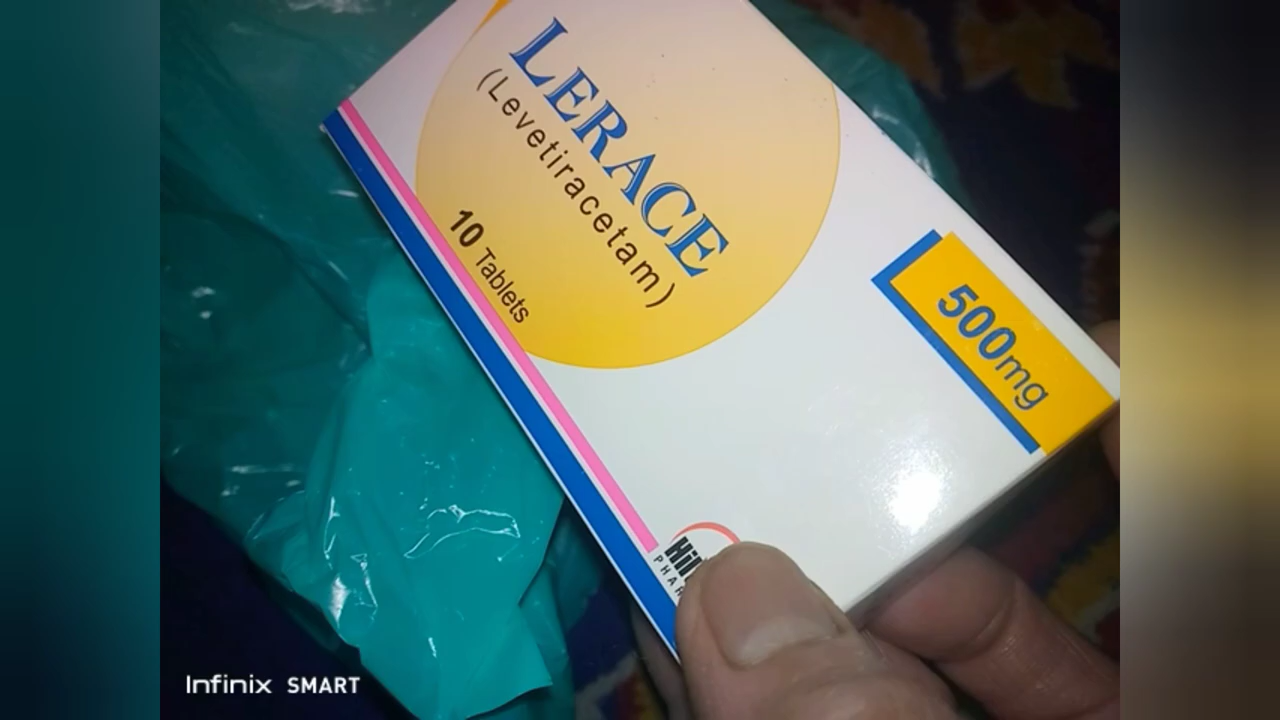 LERACE
(Levetiracetam)
10 Tablets
500mg
Infinix SMART